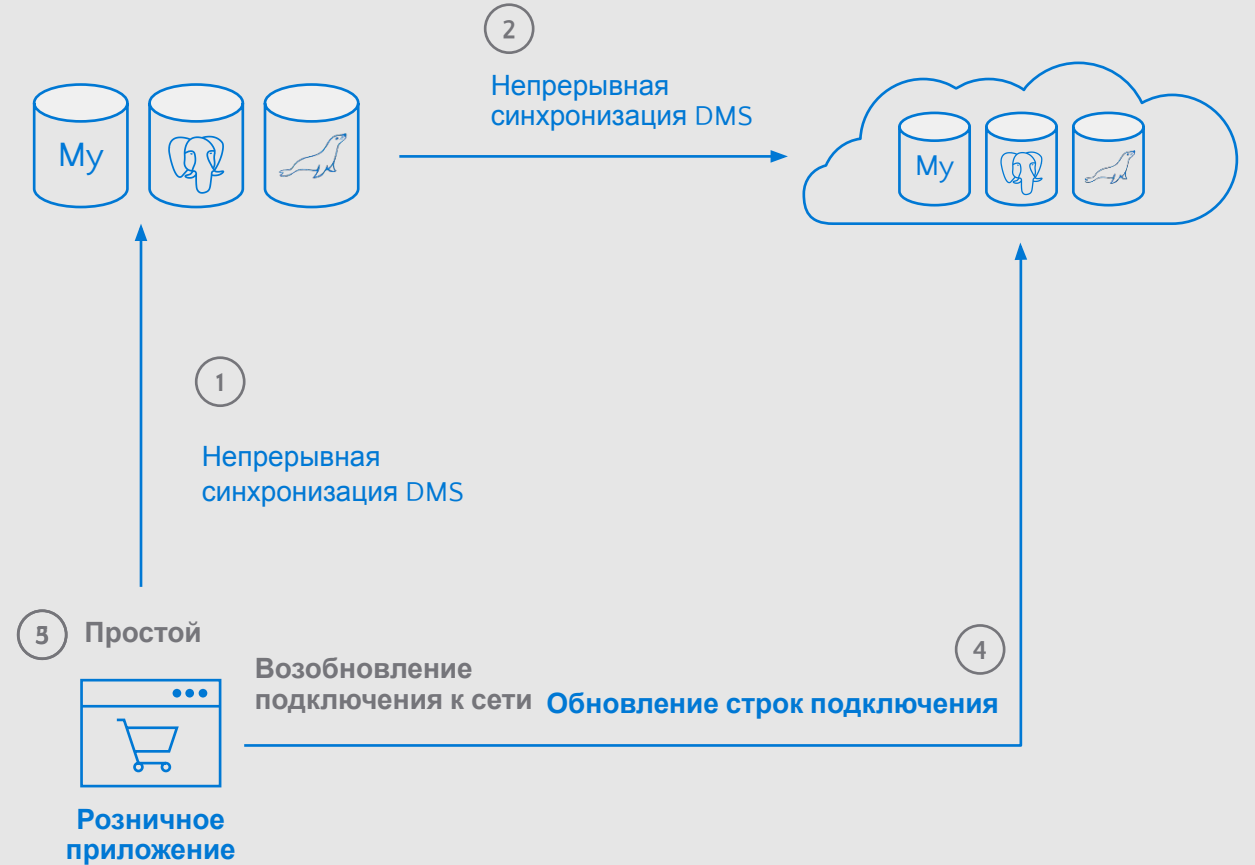 2
Непрерывная
синхронизация DMS
My
My
1
Непрерывная
синхронизация DMS
Простой
4
Возобновление
подключения к сети
Обновление строк подключения
Розничное
приложение